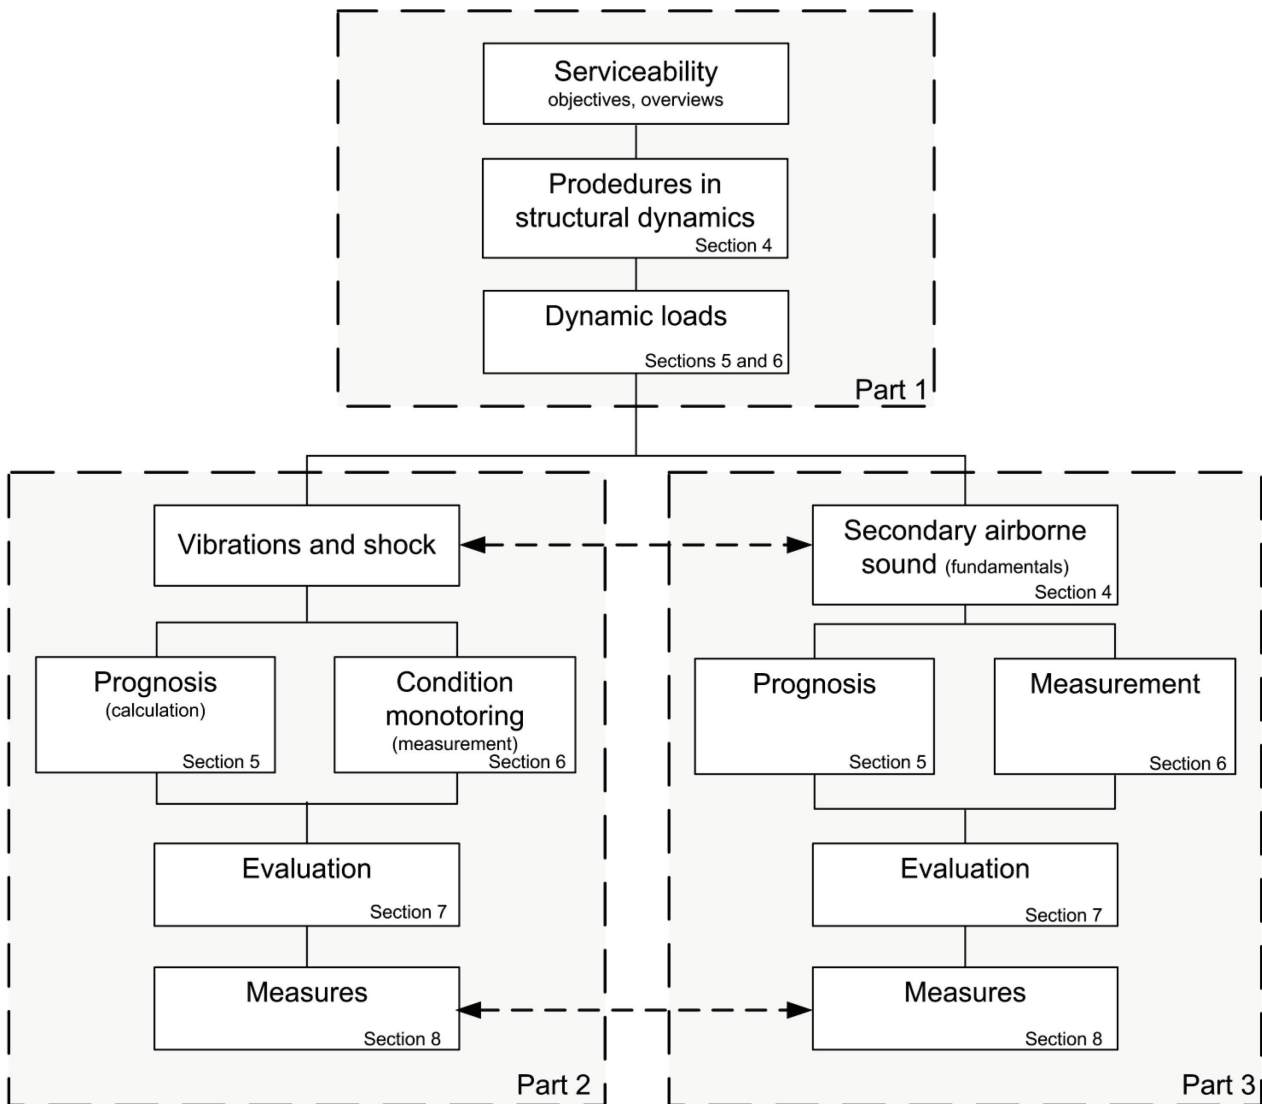 Serviceability
objectives, overviews
Prodedures in
structural dynamics
Section 4
Dynamic loads
Sections 5 and 6
Part 1
Vibrations and shock
Prognosis
(calculation)
Section 5
Condition
monotoring
(measurement)
Section 6
Evaluation
Section 7
Measures
Section 8
Part 2
Secondary airborne
sound (fundamentals)
Section 4
Prognosis
Section 5
Measurement
Section 6
Evaluation
Section 7
Measures
Section 8
Part 3